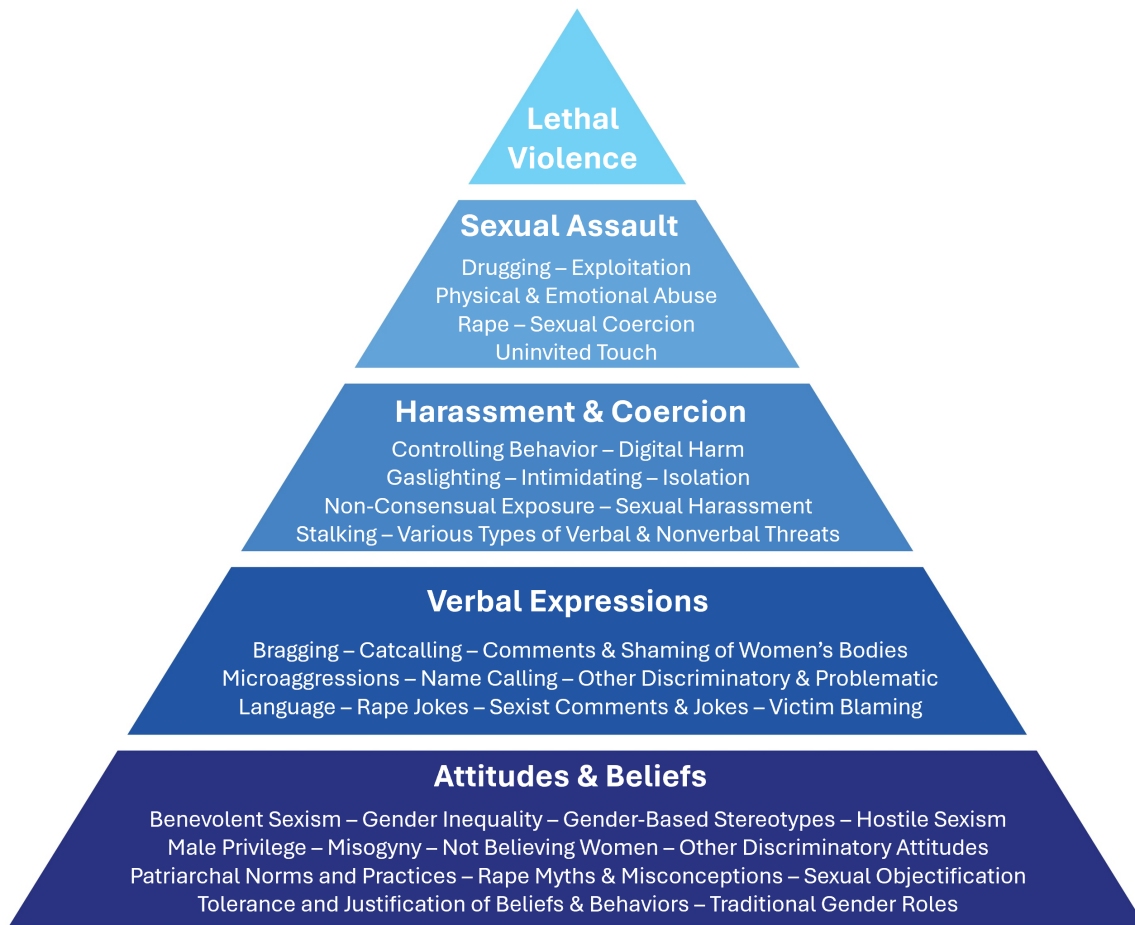 Lethal
Violence
Sexual Assault
Drugging – Exploitation
Physical & Emotional Abuse
Rape – Sexual Coercion
Uninvited Touch
Harassment & Coercion
Controlling Behavior – Digital Harm
Gaslighting – Intimidating – Isolation
Non-Consensual Exposure – Sexual Harassment
Stalking – Various Types of Verbal & Nonverbal Threats
Verbal Expressions
Bragging – Catcalling – Comments & Shaming of Women’s Bodies
Microaggressions – Name Calling – Other Discriminatory & Problematic
Language – Rape Jokes – Sexist Comments & Jokes – Victim Blaming
Attitudes & Beliefs
Benevolent Sexism – Gender Inequality – Gender-Based Stereotypes – Hostile Sexism
Male Privilege – Misogyny – Not Believing Women – Other Discriminatory Attitudes
Patriarchal Norms and Practices – Rape Myths & Misconceptions – Sexual Objectification
Tolerance and Justification of Beliefs & Behaviors – Traditional Gender Roles